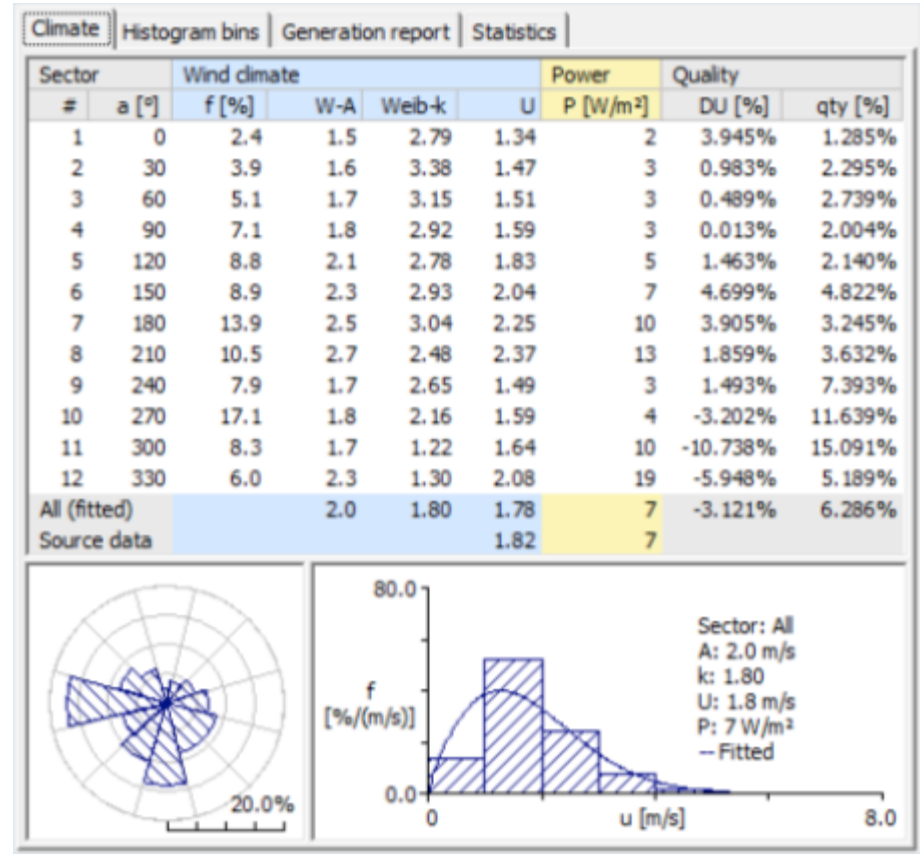 Climate Histogram bins Generation report Statistics
Sector Wind climate Power Quality
# a [°] f [%] W-A Weib-k U P [W/m²] DU [%] qty [%]
1 0 2.4 1.5 2.79 1.34 2 3.945% 1.285%
2 30 3.9 1.6 3.38 1.47 3 0.983% 2.295%
3 60 5.1 1.7 3.15 1.51 3 0.489% 2.739%
4 90 7.1 1.8 2.92 1.59 3 0.013% 2.004%
5 120 8.8 2.1 2.78 1.83 5 1.463% 2.140%
6 150 8.9 2.3 2.93 2.04 7 4.699% 4.822%
7 180 13.9 2.5 3.04 2.25 10 3.905% 3.245%
8 210 10.5 2.7 2.48 2.37 13 1.859% 3.632%
9 240 7.9 1.7 2.65 1.49 3 1.493% 7.393%
10 270 17.1 1.8 2.16 1.59 4 -3.202% 11.639%
11 300 8.3 1.7 1.22 1.64 10 -10.738% 15.091%
12 330 6.0 2.3 1.30 2.08 19 -5.948% 5.189%
All (fitted) 2.0 1.80 1.78 7 -3.121% 6.286%
Source data 1.82 7
20.0%
80.0
f
[%/(m/s)]
0.0
0 u [m/s] 8.0
Sector: All
A: 2.0 m/s
k: 1.80
U: 1.8 m/s
P: 7 W/m²
-- Fitted